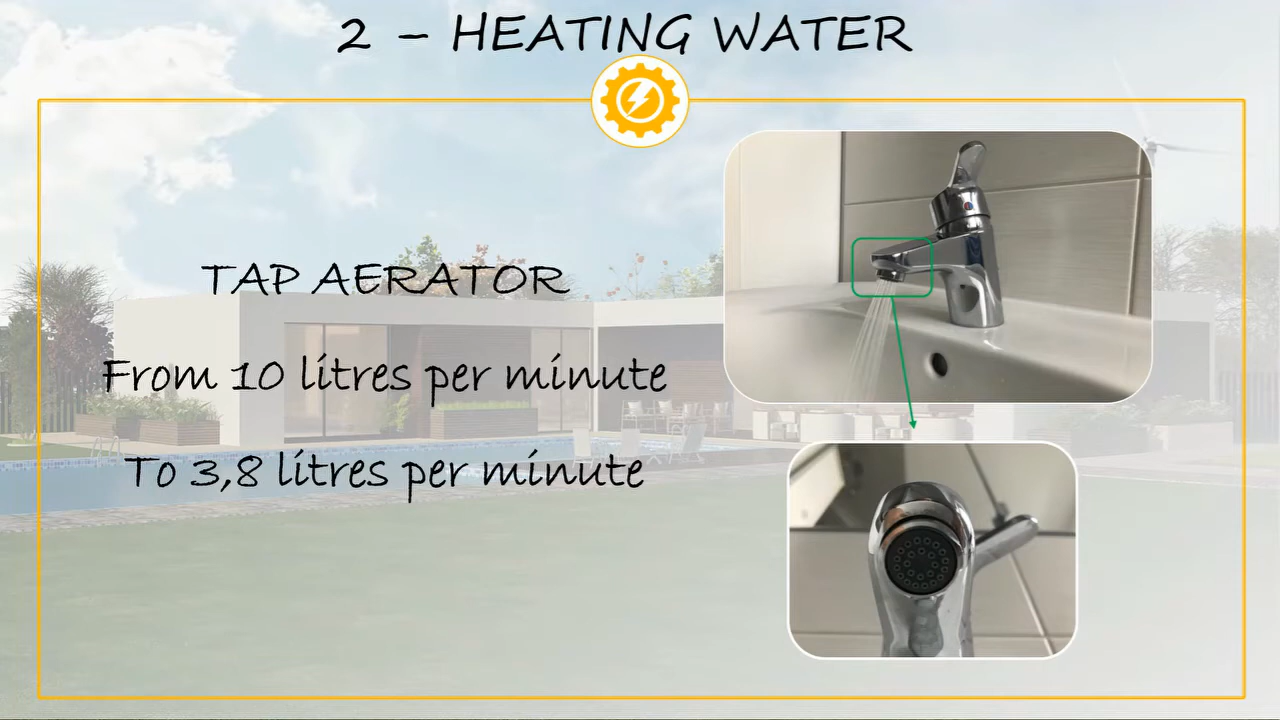 2 – HEATING WATER
TAP AERATOR
From 10 litres per minute
To 3,8 litres per minute